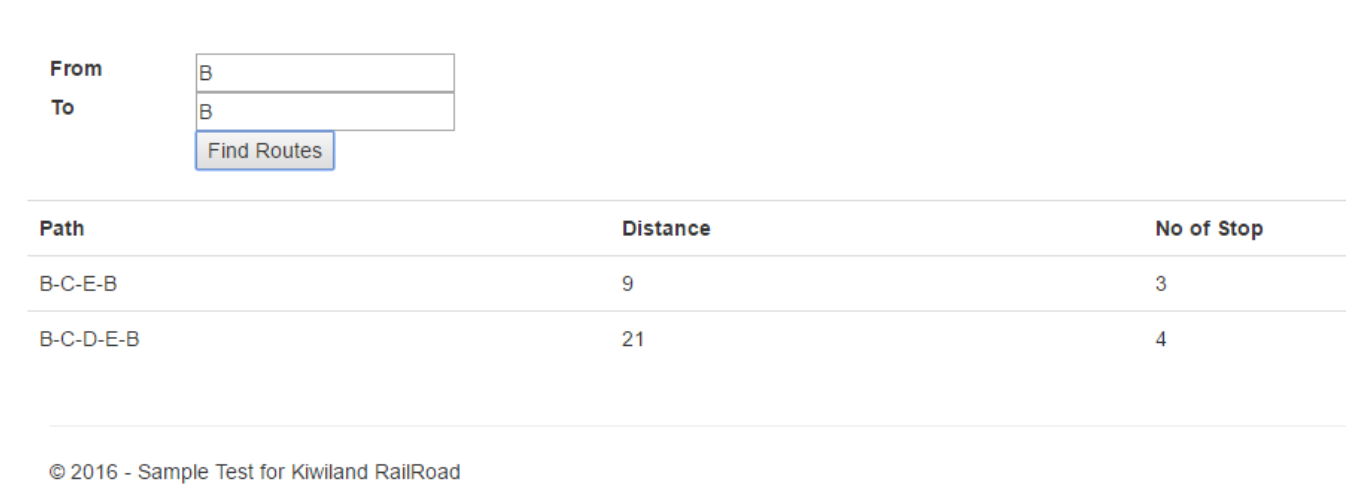 From B
To B
Find Routes
Path Distance No of Stop
B-C-E-B 9 3
B-C-D-E-B 21 4
© 2016 - Sample Test for Kiwiland RailRoad